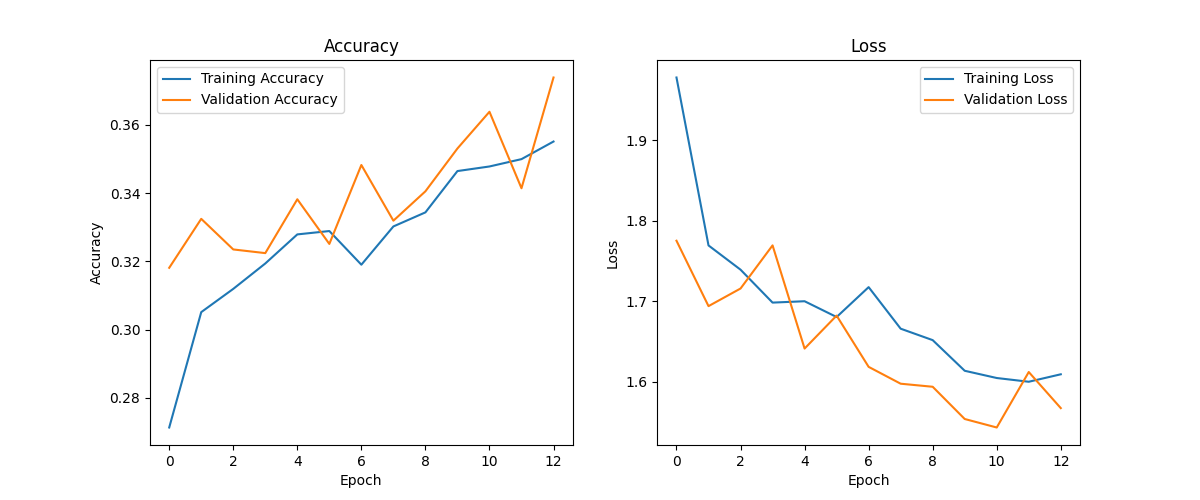 Accuracy
Training Accuracy
Validation Accuracy
0.36
0.34
0.32
0.30
0.28
Accuracy
0 2 4 6 8 10 12
Epoch
Loss
Training Loss
Validation Loss
1.9
1.8
1.7
1.6
Loss
0 2 4 6 8 10 12
Epoch